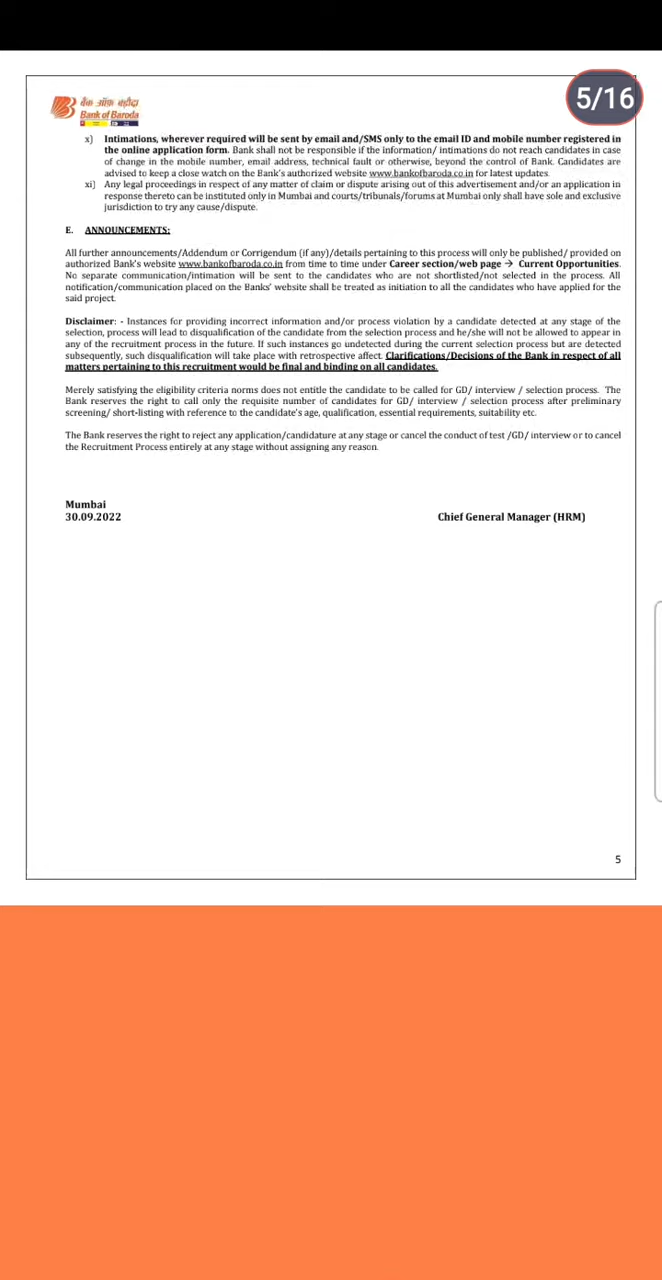 5/16
बैंक ऑफ़ बड़ौदा
Bank of Baroda
x) Intimations, wherever required will be sent by email and/SMS only to the email ID and mobile number registered in
the online application form. Bank shall not be responsible if the information/ intimations do not reach candidates in case
of change in the mobile number, email address, technical fault or otherwise, beyond the control of Bank. Candidates are
advised to keep a close watch on the Bank's authorized website www.bankofbaroda.co.in for latest updates.
xi) Any legal proceedings in respect of any matter of claim or dispute arising out of this advertisement and/or an application in
response thereto can be instituted only in Mumbai and courts/tribunals/forums at Mumbai only shall have sole and exclusive
jurisdiction to try any cause/dispute.
E. ANNOUNCEMENTS:
All further announcements/Addendum or Corrigendum (if any)/details pertaining to this process will only be published/ provided on
authorized Bank's website www.bankofbaroda.co.in from time to time under Career section/web page → Current Opportunities.
No separate communication/intimation will be sent to the candidates who are not shortlisted/not selected in the process. All
notification/communication placed on the Banks' website shall be treated as initiation to all the candidates who have applied for the
said project.
Disclaimer: - Instances for providing incorrect information and/or process violation by a candidate detected at any stage of the
selection, process will lead to disqualification of the candidate from the selection process and he/she will not be allowed to appear in
any of the recruitment process in the future. If such instances go undetected during the current selection process but are detected
subsequently, such disqualification will take place with retrospective affect. Clarifications/Decisions of the Bank in respect of all
matters pertaining to this recruitment would be final and binding on all candidates.
Merely satisfying the eligibility criteria norms does not entitle the candidate to be called for GD/ interview / selection process. The
Bank reserves the right to call only the requisite number of candidates for GD/ interview / selection process after preliminary
screening/ short-listing with reference to the candidate's age, qualification, essential requirements, suitability etc.
The Bank reserves the right to reject any application/candidature at any stage or cancel the conduct of test /GD/ interview or to cancel
the Recruitment Process entirely at any stage without assigning any reason.
Mumbai
30.09.2022 Chief General Manager (HRM)
5